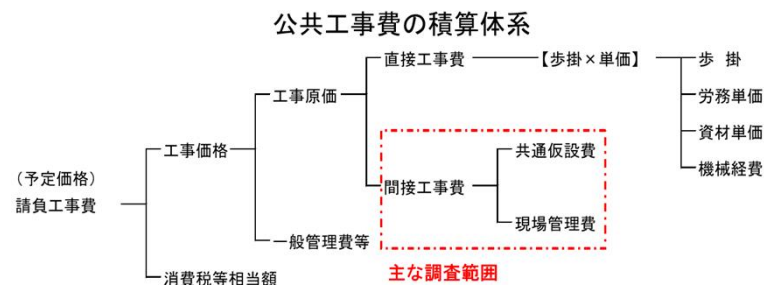 公共工事費の積算体系
直接工事費
【歩掛×単価】
歩 掛
工事原価
労務単価
資材単価
工事価格
共通仮設費
機械経費
(予定価格)
間接工事費
請負工事費
現場管理費
一般管理費等
主な調査範囲
消費税等相当額